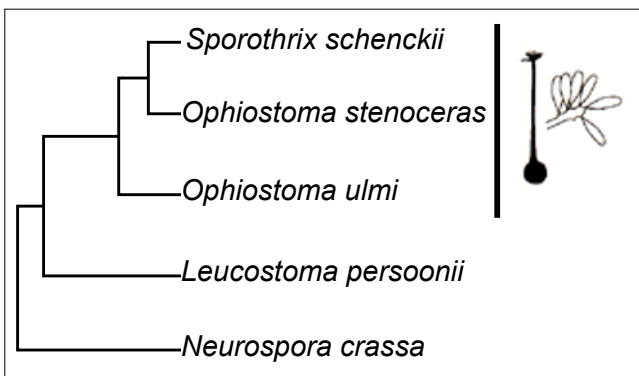 Sporothrix schenckii
Ophiostoma stenoceras
Ophiostoma ulmi
Leucostoma persoonii
Neurospora crassa